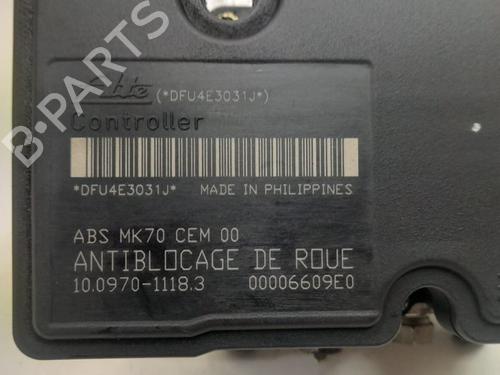 B-PARTS
Ate (*DFU4E3031J*)
Controller
*DFU4E3031J* MADE IN PHILIPPINES
ABS MK70 CEM 00
ANTIBLOCAGE DE ROUE
10.0970-1118.3 00006609E0